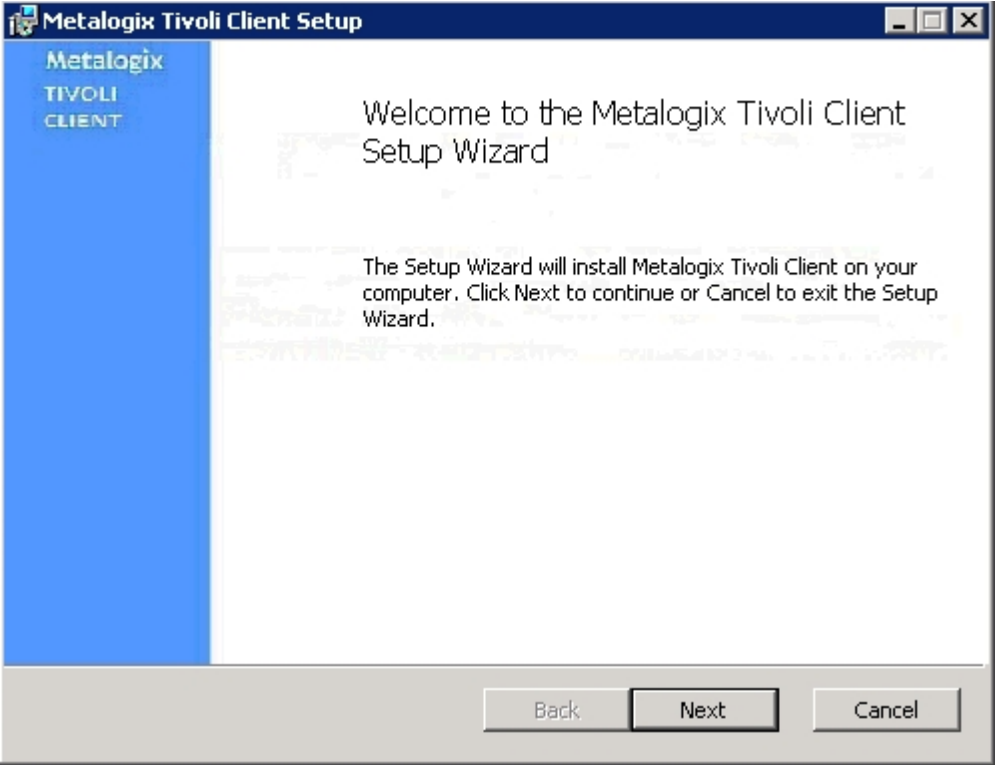 Metalogix Tivoli Client Setup
Metalogix
TIVOLI
CLIENT
Welcome to the Metalogix Tivoli Client
Setup Wizard
The Setup Wizard will install Metalogix Tivoli Client on your
computer. Click Next to continue or Cancel to exit the Setup
Wizard.
Back
Next
Cancel